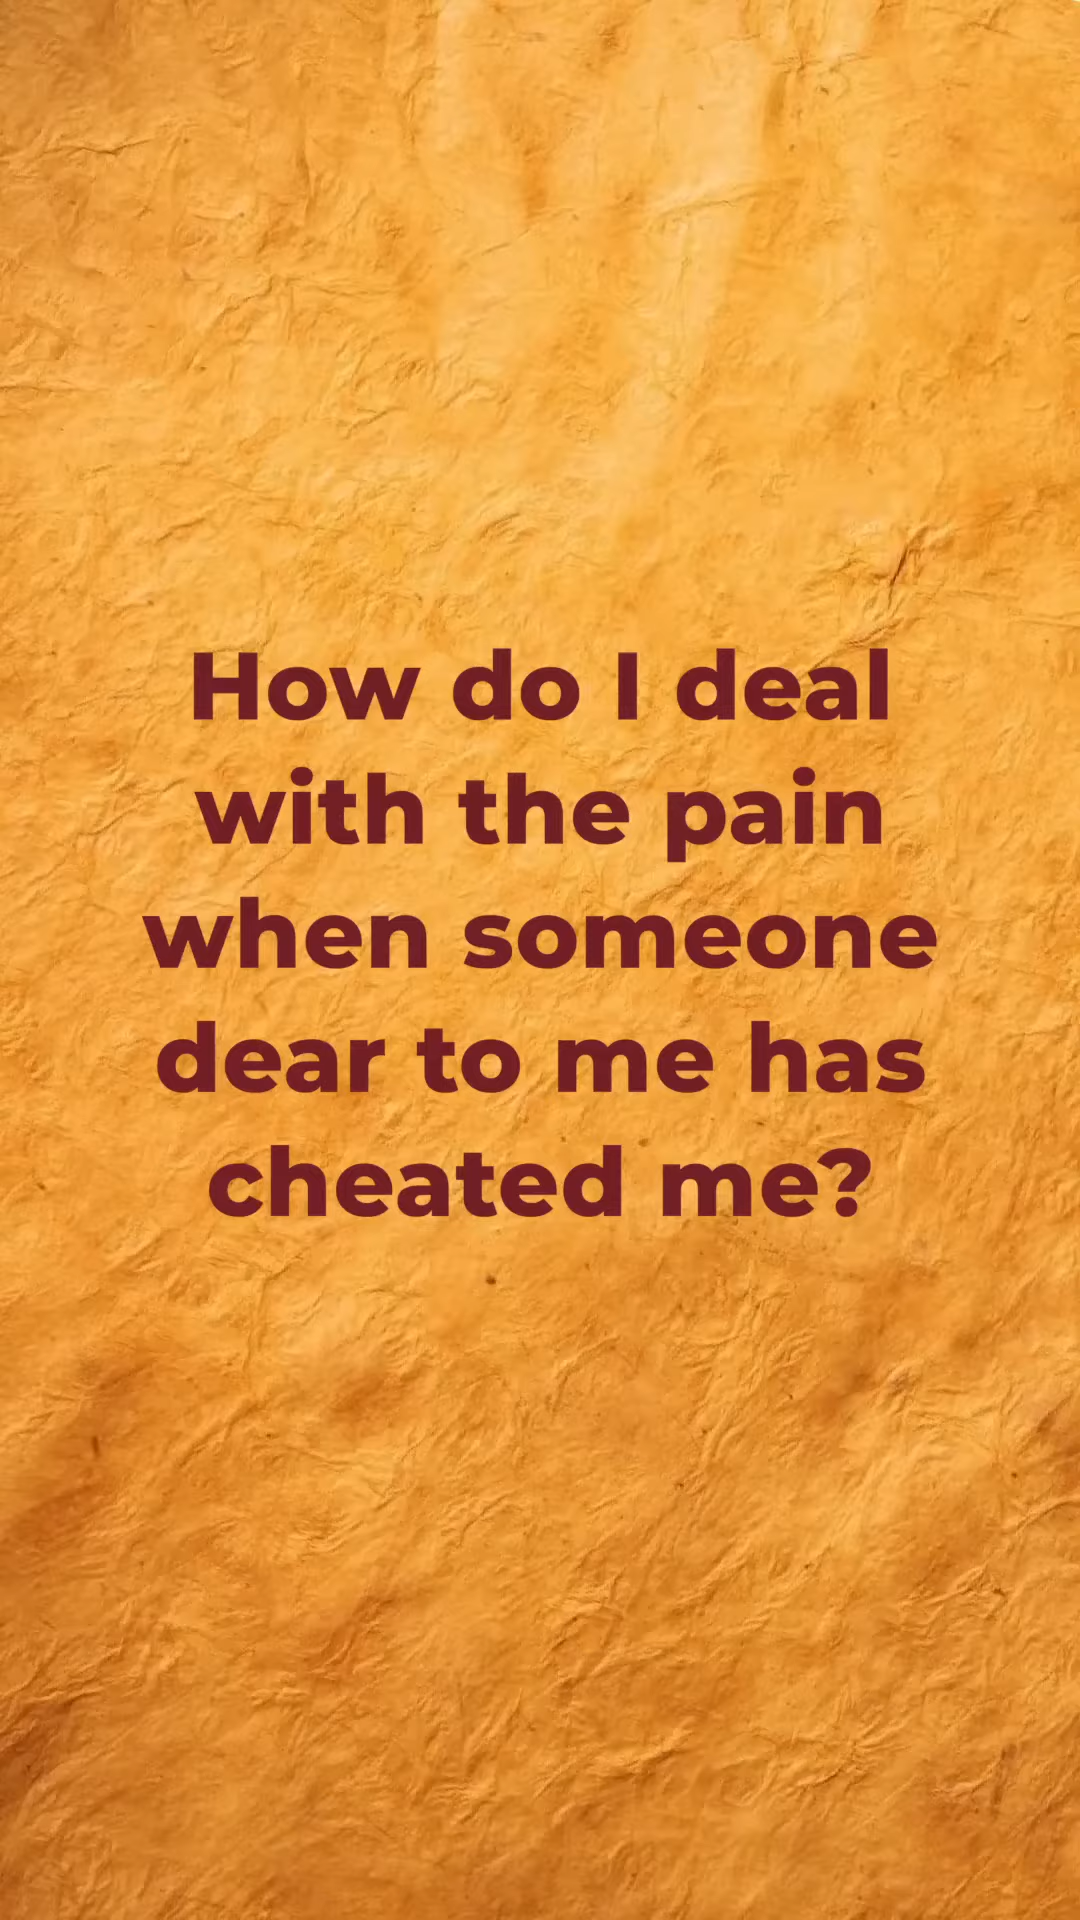 How do I deal
with the pain
when someone
dear to me has
cheated me?